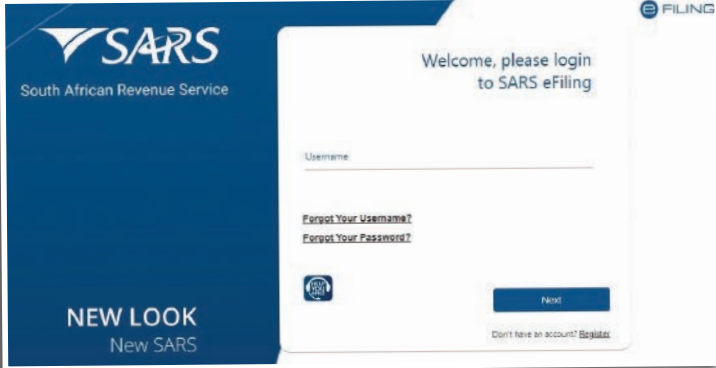 SARS
South African Revenue Service
e FILING
Welcome, please login
to SARS eFiling
Username
Forgot Your Username?
Forgot Your Password?
Next
Don't have an account? Register
NEW LOOK
New SARS